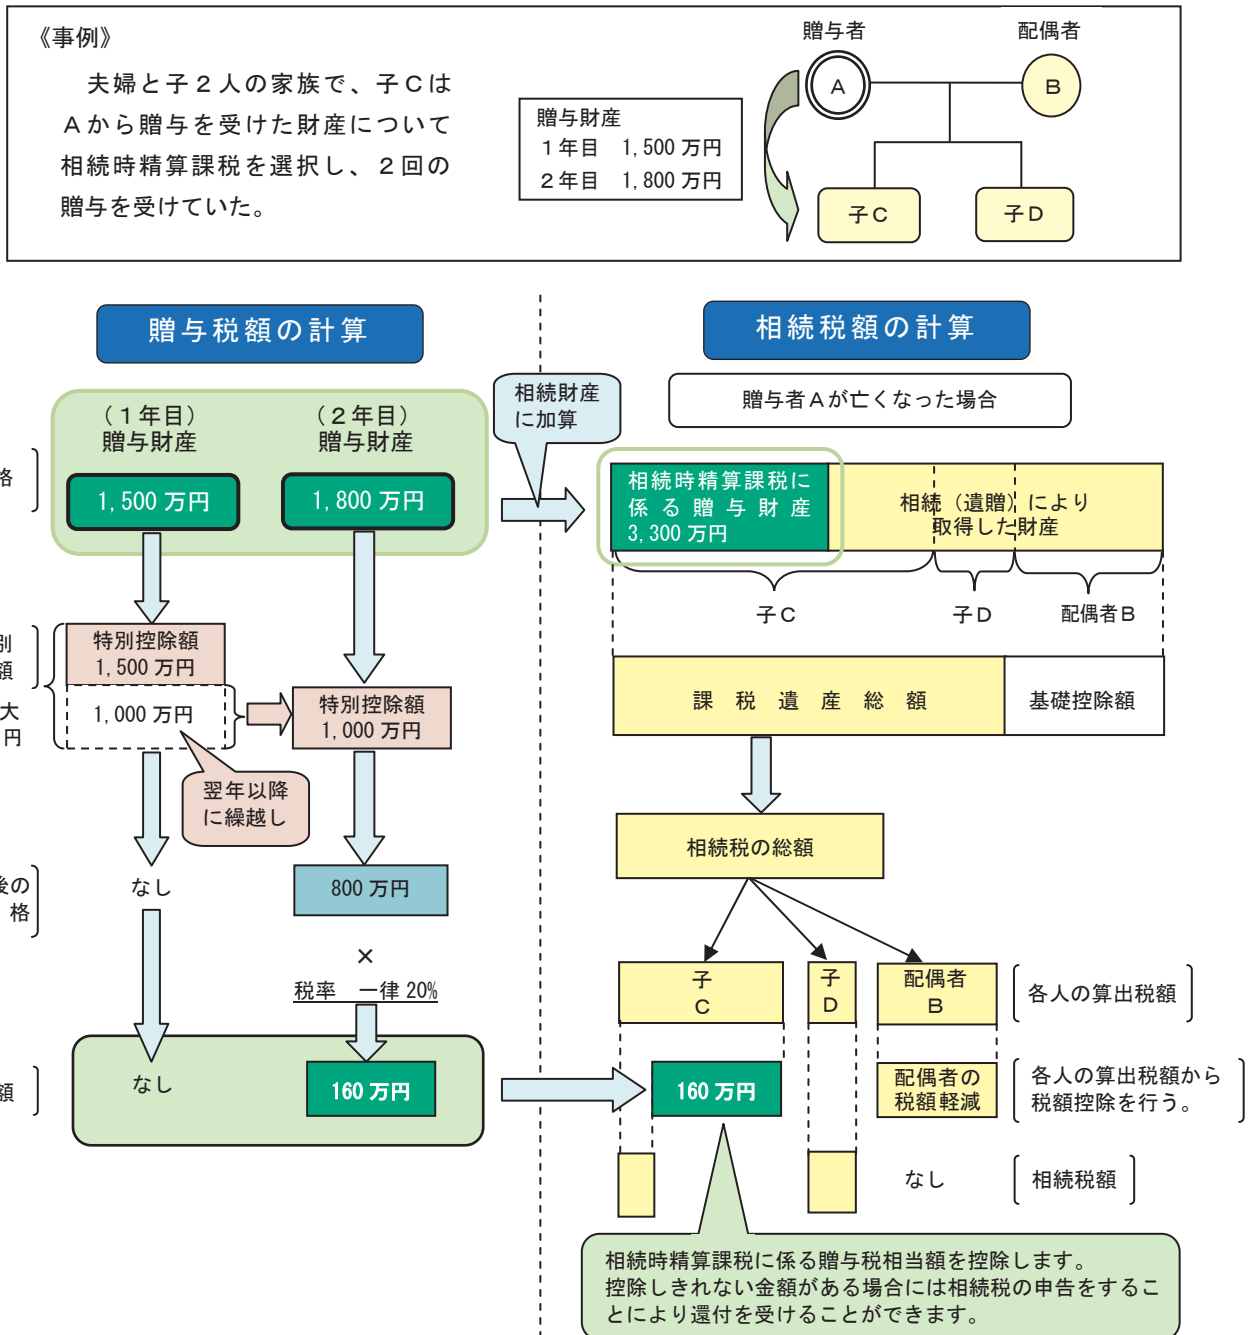 《事例》
夫婦と子２人の家族で、子Ｃは
Ａから贈与を受けた財産について
相続時精算課税を選択し、２回の
贈与を受けていた。
贈与財産
１年目　1,500 万円
２年目　1,800 万円
贈与者
配偶者
Ａ
Ｂ
子Ｃ
子Ｄ
贈与税額の計算
（１年目）
贈与財産
（２年目）
贈与財産
格
1,500 万円
1,800 万円
相続財産
に加算
別
額
大
円
特別控除額
1,500 万円
1,000 万円
特別控除額
1,000 万円
翌年以降
に繰越し
後の
格
なし
800 万円
×
税率　一律 20%
額
なし
160 万円
相続税額の計算
贈与者Ａが亡くなった場合
相続時精算課税に
係る贈与財産
3,300 万円
相続（遺贈）により
取得した財産
子Ｃ
子Ｄ
配偶者Ｂ
課税遺産総額
基礎控除額
相続税の総額
子
Ｃ
子
Ｄ
配偶者
Ｂ
各人の算出税額
160 万円
配偶者の
税額軽減
各人の算出税額から
税額控除を行う。
なし
相続税額
相続時精算課税に係る贈与税相当額を控除します。
控除しきれない金額がある場合には相続税の申告をするこ
とにより還付を受けることができます。